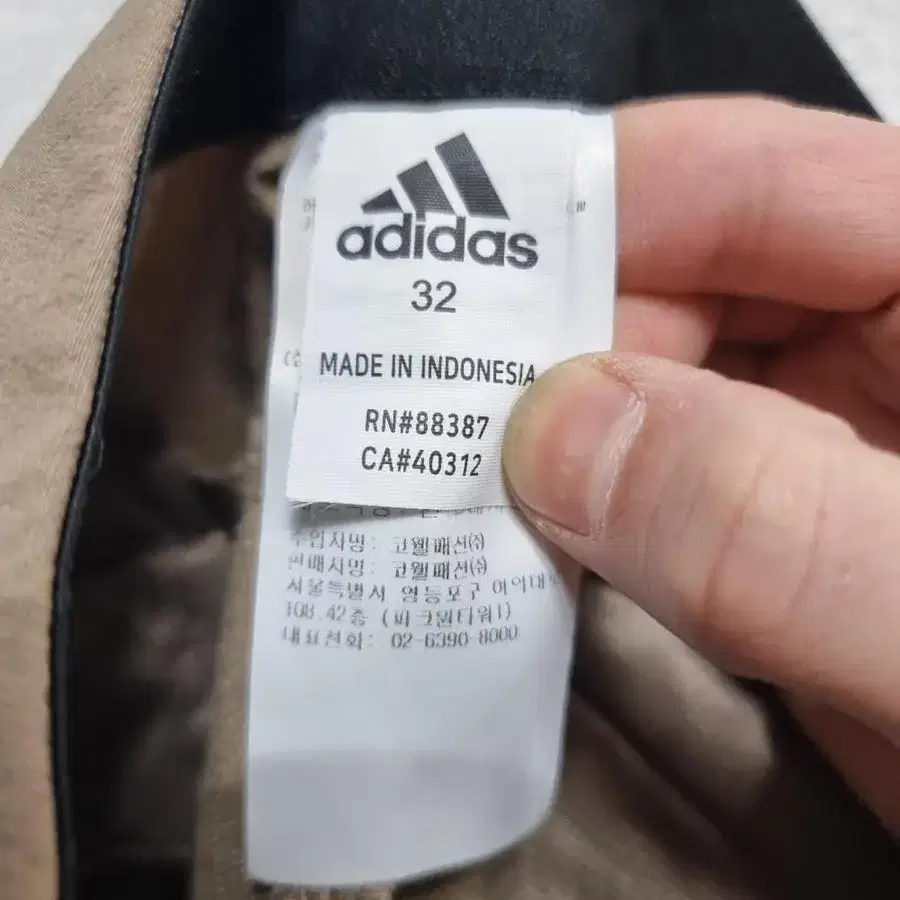 adidas
32
MADE IN INDONESIA
RN#88387
CA#40312
수입자명: 코웰패션㈜
판매자명: 코웰패션㈜
서울특별시 영등포구 여의대로
108.42층 (파크원타워1)
대표전화: 02-6390-8000